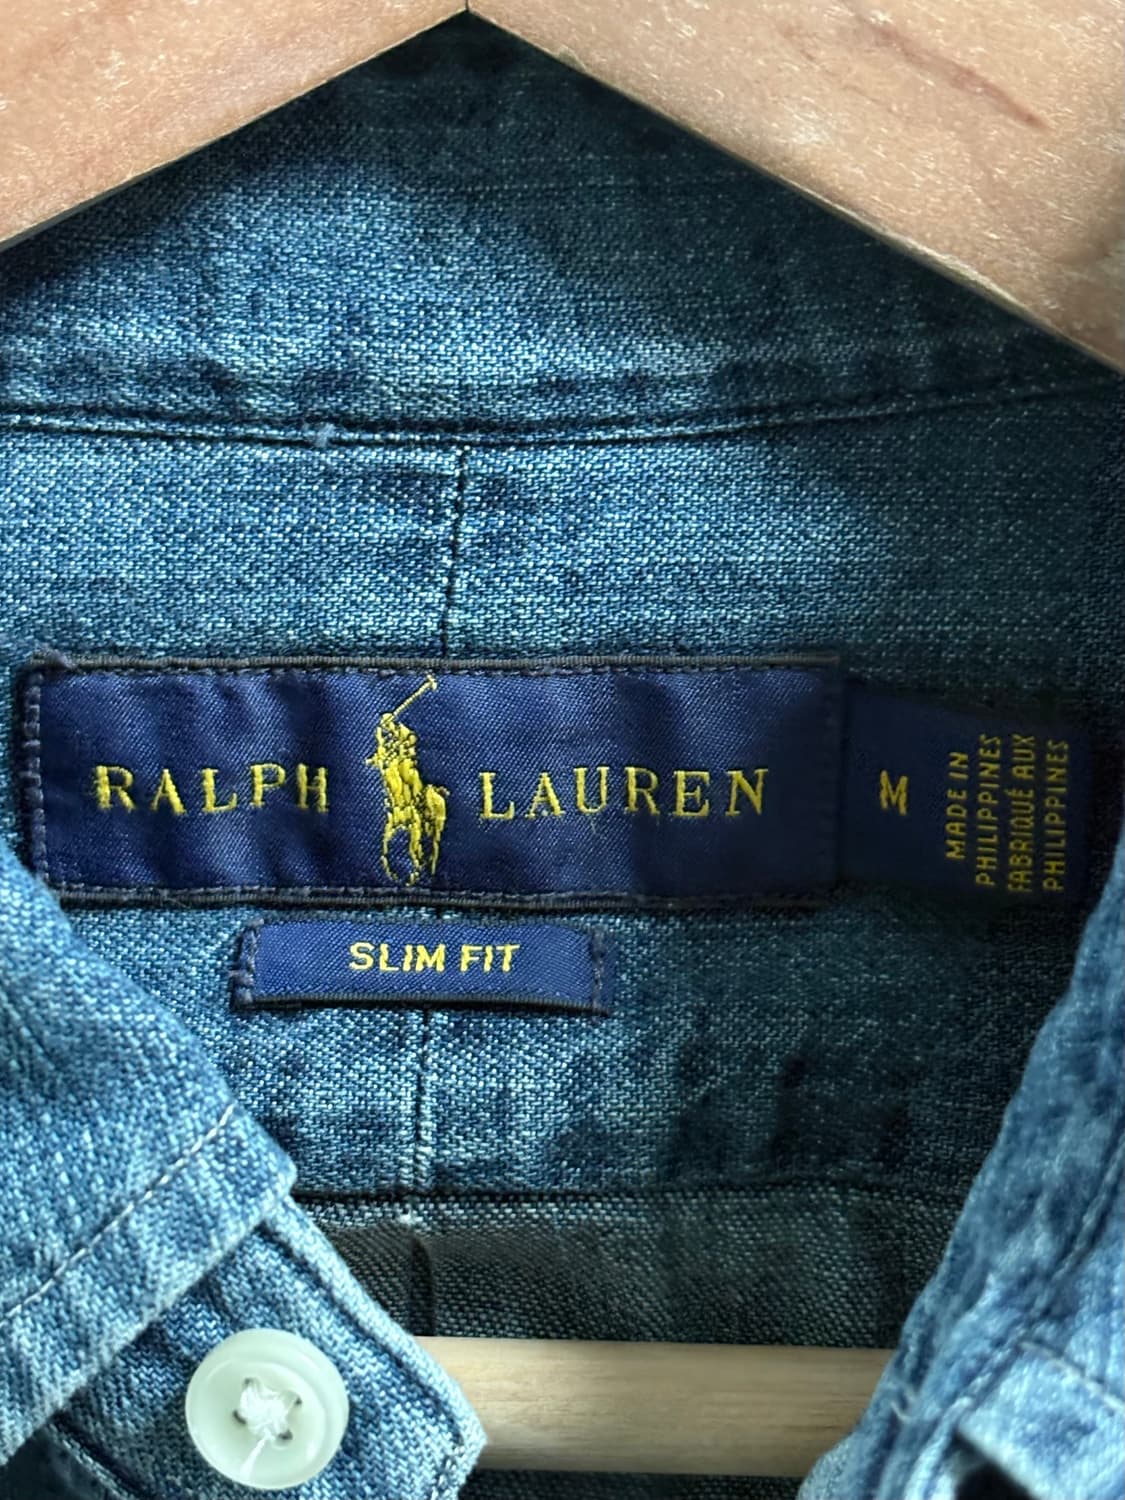 RALPH LAUREN
M
MADE IN
PHILIPPINES
FABRIQUÉ AUX
PHILIPPINES
SLIM FIT